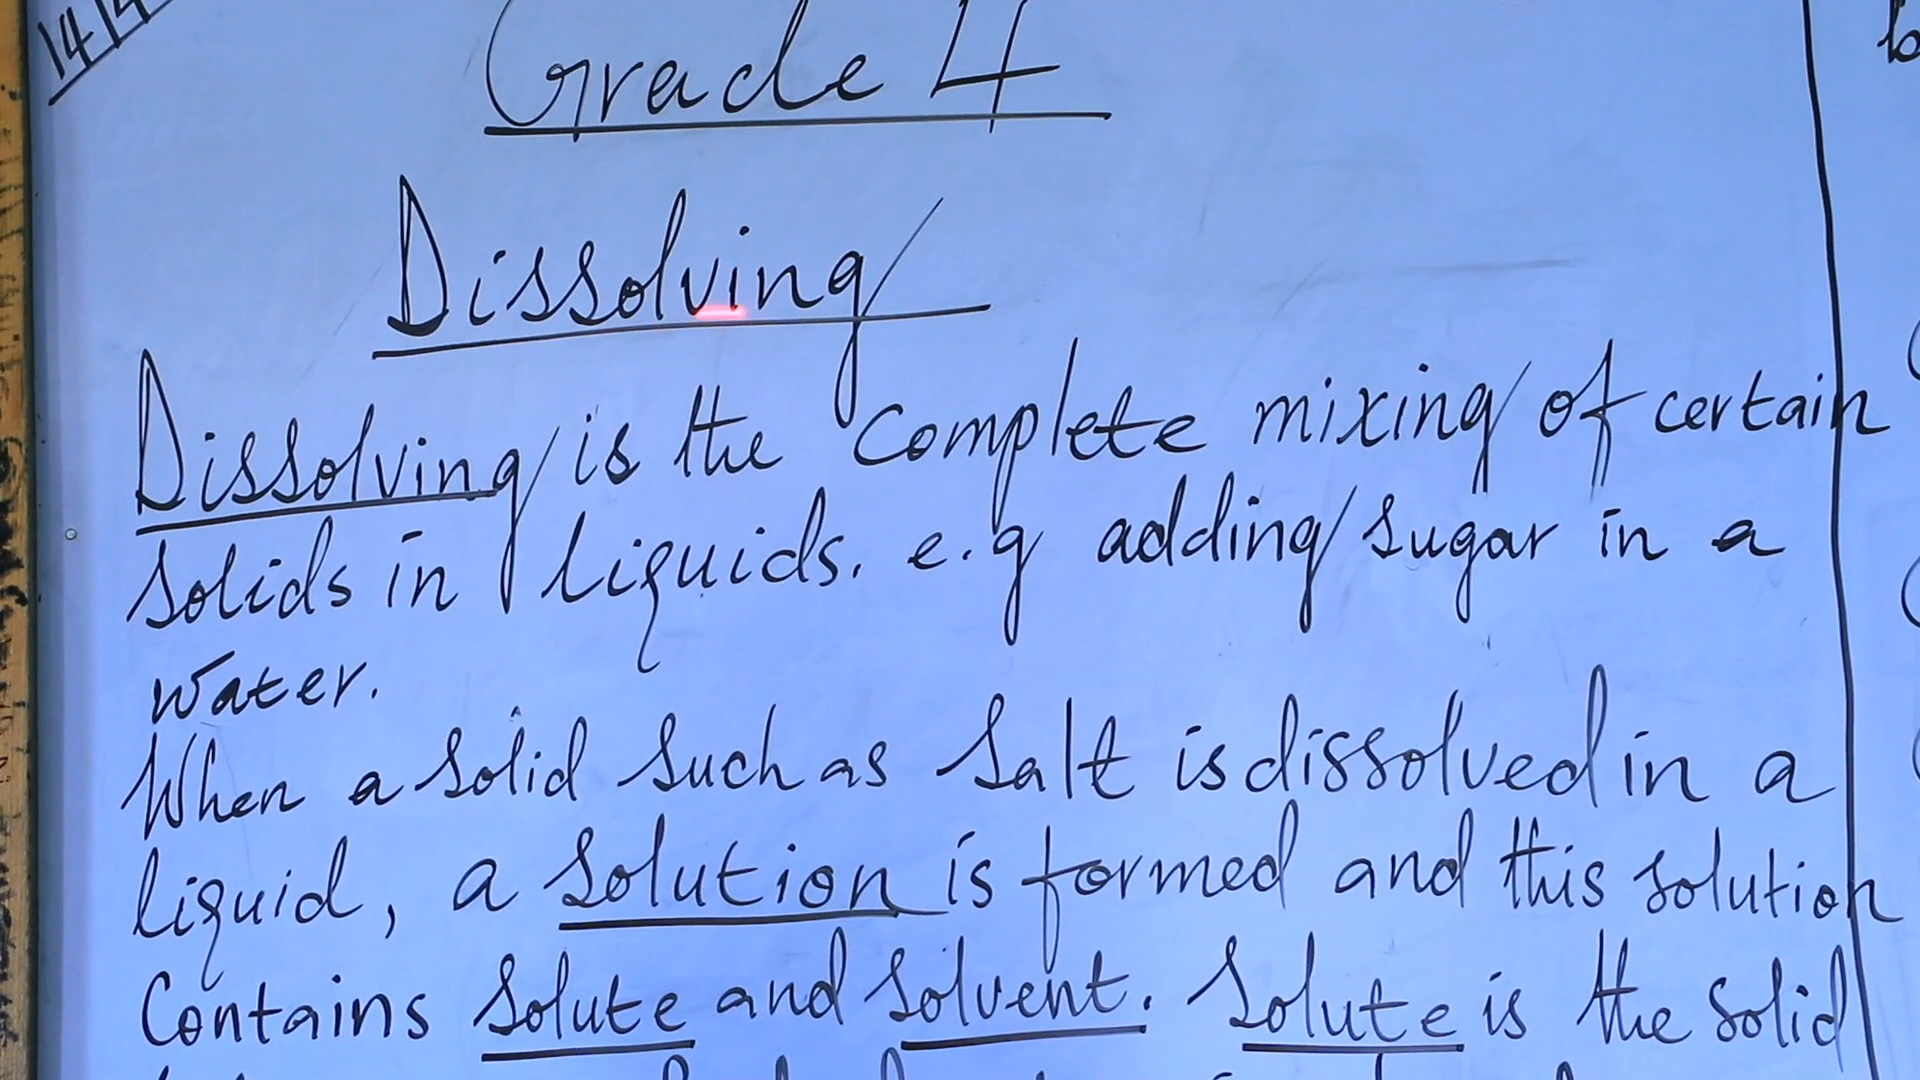 Grade 4
Dissolving
Dissolving is the complete mixing of certain
solids in liquids. e.g adding sugar in a
water.
When a solid such as salt is dissolved in a
liquid, a solution is formed and this solution
contains solute and solvent. Solute is the solid